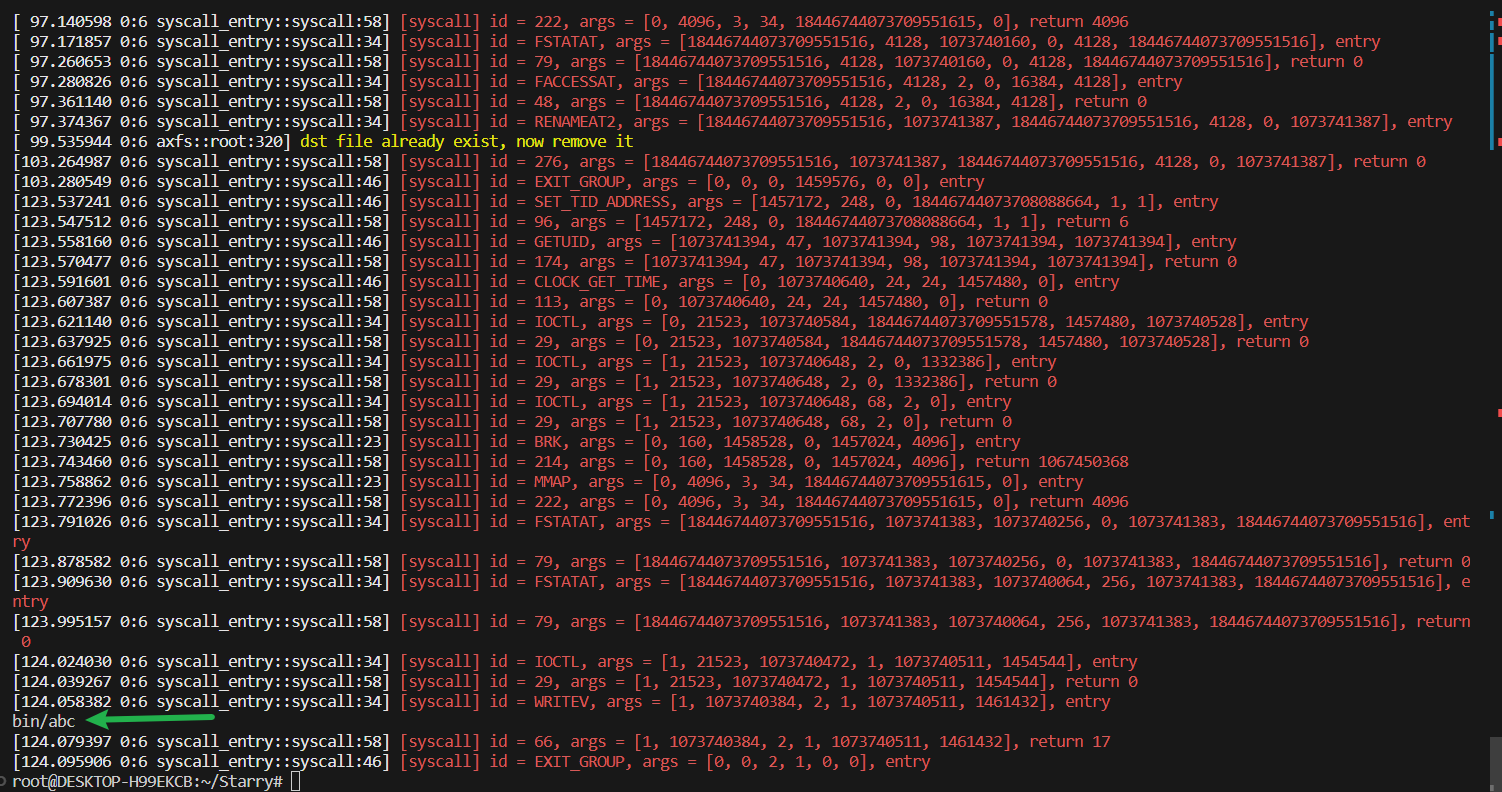 [ 97.140598 0:6 syscall_entry::syscall:58] [syscall] id = 222, args = [0, 4096, 3, 34, 18446744073709551615, 0], return 4096
[ 97.171857 0:6 syscall_entry::syscall:34] [syscall] id = FSTATAT, args = [18446744073709551516, 4128, 1073740160, 0, 4128, 18446744073709551516], entry
[ 97.260653 0:6 syscall_entry::syscall:58] [syscall] id = 79, args = [18446744073709551516, 4128, 1073740160, 0, 4128, 18446744073709551516], return 0
[ 97.280826 0:6 syscall_entry::syscall:34] [syscall] id = FACCESSAT, args = [18446744073709551516, 4128, 2, 0, 16384, 4128], entry
[ 97.361140 0:6 syscall_entry::syscall:58] [syscall] id = 48, args = [18446744073709551516, 4128, 2, 0, 16384, 4128], return 0
[ 97.374367 0:6 syscall_entry::syscall:34] [syscall] id = RENAMEAT2, args = [18446744073709551516, 1073741387, 18446744073709551516, 4128, 0, 1073741387], entry
[ 99.535944 0:6 axfs::root:320] dst file already exist, now remove it
[103.264987 0:6 syscall_entry::syscall:58] [syscall] id = 276, args = [18446744073709551516, 1073741387, 18446744073709551516, 4128, 0, 1073741387], return 0
[103.280549 0:6 syscall_entry::syscall:46] [syscall] id = EXIT_GROUP, args = [0, 0, 0, 1459576, 0, 0], entry
[123.537241 0:6 syscall_entry::syscall:46] [syscall] id = SET_TID_ADDRESS, args = [1457172, 248, 0, 18446744073708088664, 1, 1], entry
[123.547512 0:6 syscall_entry::syscall:58] [syscall] id = 96, args = [1457172, 248, 0, 18446744073708088664, 1, 1], return 6
[123.558160 0:6 syscall_entry::syscall:46] [syscall] id = GETUID, args = [1073741394, 47, 1073741394, 98, 1073741394, 1073741394], entry
[123.570477 0:6 syscall_entry::syscall:58] [syscall] id = 174, args = [1073741394, 47, 1073741394, 98, 1073741394, 1073741394], return 0
[123.591601 0:6 syscall_entry::syscall:46] [syscall] id = CLOCK_GET_TIME, args = [0, 1073740640, 24, 24, 1457480, 0], entry
[123.607387 0:6 syscall_entry::syscall:58] [syscall] id = 113, args = [0, 1073740640, 24, 24, 1457480, 0], return 0
[123.621140 0:6 syscall_entry::syscall:34] [syscall] id = IOCTL, args = [0, 21523, 1073740584, 18446744073709551578, 1457480, 1073740528], entry
[123.637925 0:6 syscall_entry::syscall:58] [syscall] id = 29, args = [0, 21523, 1073740584, 18446744073709551578, 1457480, 1073740528], return 0
[123.661975 0:6 syscall_entry::syscall:34] [syscall] id = IOCTL, args = [1, 21523, 1073740648, 2, 0, 1332386], entry
[123.678301 0:6 syscall_entry::syscall:58] [syscall] id = 29, args = [1, 21523, 1073740648, 2, 0, 1332386], return 0
[123.694014 0:6 syscall_entry::syscall:34] [syscall] id = IOCTL, args = [1, 21523, 1073740648, 68, 2, 0], entry
[123.707780 0:6 syscall_entry::syscall:58] [syscall] id = 29, args = [1, 21523, 1073740648, 68, 2, 0], return 0
[123.730425 0:6 syscall_entry::syscall:23] [syscall] id = BRK, args = [0, 160, 1458528, 0, 1457024, 4096], entry
[123.743460 0:6 syscall_entry::syscall:58] [syscall] id = 214, args = [0, 160, 1458528, 0, 1457024, 4096], return 1067450368
[123.758862 0:6 syscall_entry::syscall:23] [syscall] id = MMAP, args = [0, 4096, 3, 34, 18446744073709551615, 0], entry
[123.772396 0:6 syscall_entry::syscall:58] [syscall] id = 222, args = [0, 4096, 3, 34, 18446744073709551615, 0], return 4096
[123.791026 0:6 syscall_entry::syscall:34] [syscall] id = FSTATAT, args = [18446744073709551516, 1073741383, 1073740256, 0, 1073741383, 18446744073709551516], ent
ry
[123.878582 0:6 syscall_entry::syscall:58] [syscall] id = 79, args = [18446744073709551516, 1073741383, 1073740256, 0, 1073741383, 18446744073709551516], return 0
[123.909630 0:6 syscall_entry::syscall:34] [syscall] id = FSTATAT, args = [18446744073709551516, 1073741383, 1073740064, 256, 1073741383, 18446744073709551516], e
ntry
[123.995157 0:6 syscall_entry::syscall:58] [syscall] id = 79, args = [18446744073709551516, 1073741383, 1073740064, 256, 1073741383, 18446744073709551516], return
0
[124.024030 0:6 syscall_entry::syscall:34] [syscall] id = IOCTL, args = [1, 21523, 1073740472, 1, 1073740511, 1454544], entry
[124.039267 0:6 syscall_entry::syscall:58] [syscall] id = 29, args = [1, 21523, 1073740472, 1, 1073740511, 1454544], return 0
[124.058382 0:6 syscall_entry::syscall:34] [syscall] id = WRITEV, args = [1, 1073740384, 2, 1, 1073740511, 1461432], entry
bin/abc
[124.079397 0:6 syscall_entry::syscall:58] [syscall] id = 66, args = [1, 1073740384, 2, 1, 1073740511, 1461432], return 17
[124.095906 0:6 syscall_entry::syscall:46] [syscall] id = EXIT_GROUP, args = [0, 0, 2, 1, 0, 0], entry
root@DESKTOP-H99EKCB:~/Starry#